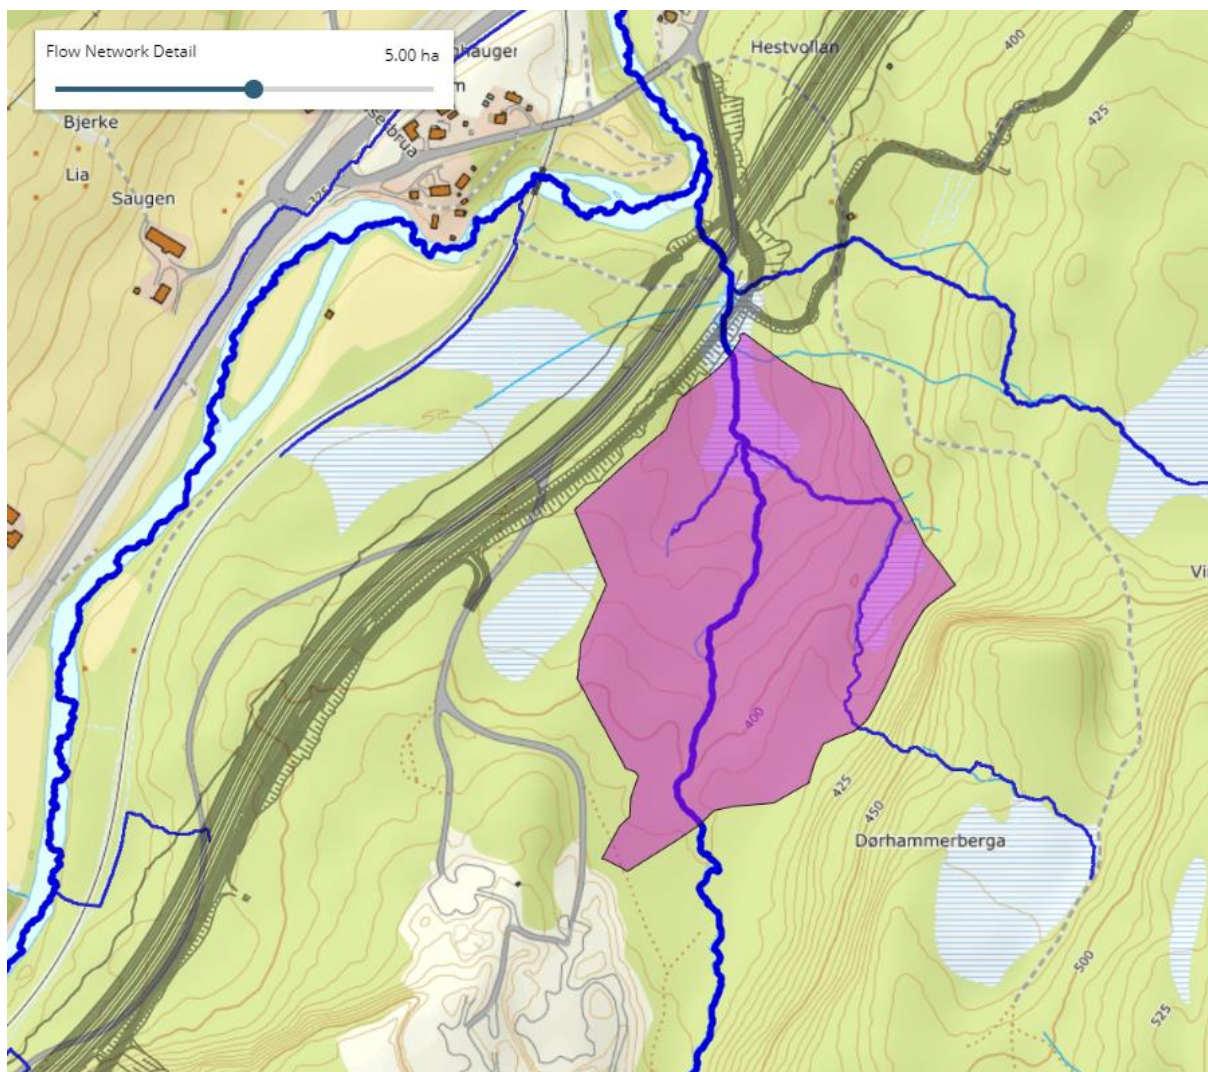 Flow Network Detail
5.00 ha
Hestvollan
400
425
Bjerke
Lia
Saugen
400
425
450
Dørhammerberga
500
525